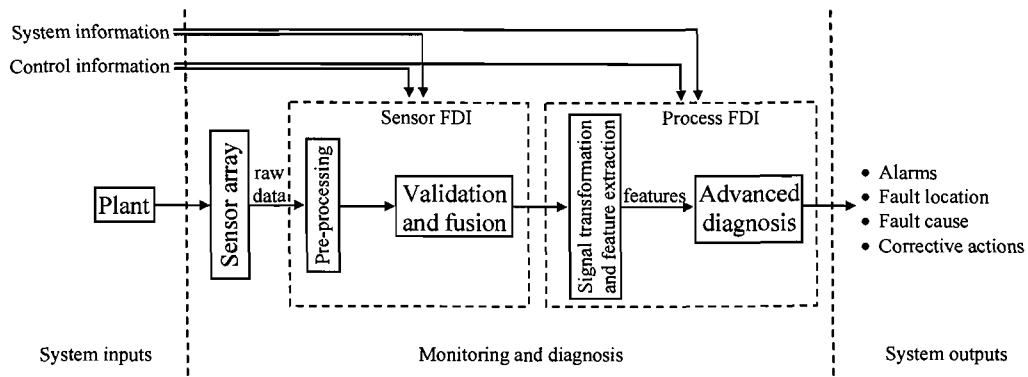 System information
Control information
Sensor FDI
Process FDI
Plant
Sensor array
raw
data
Pre-processing
Validation
and fusion
Signal transformation
and feature extraction
features
Advanced
diagnosis
• Alarms
• Fault location
• Fault cause
• Corrective actions
System inputs
Monitoring and diagnosis
System outputs